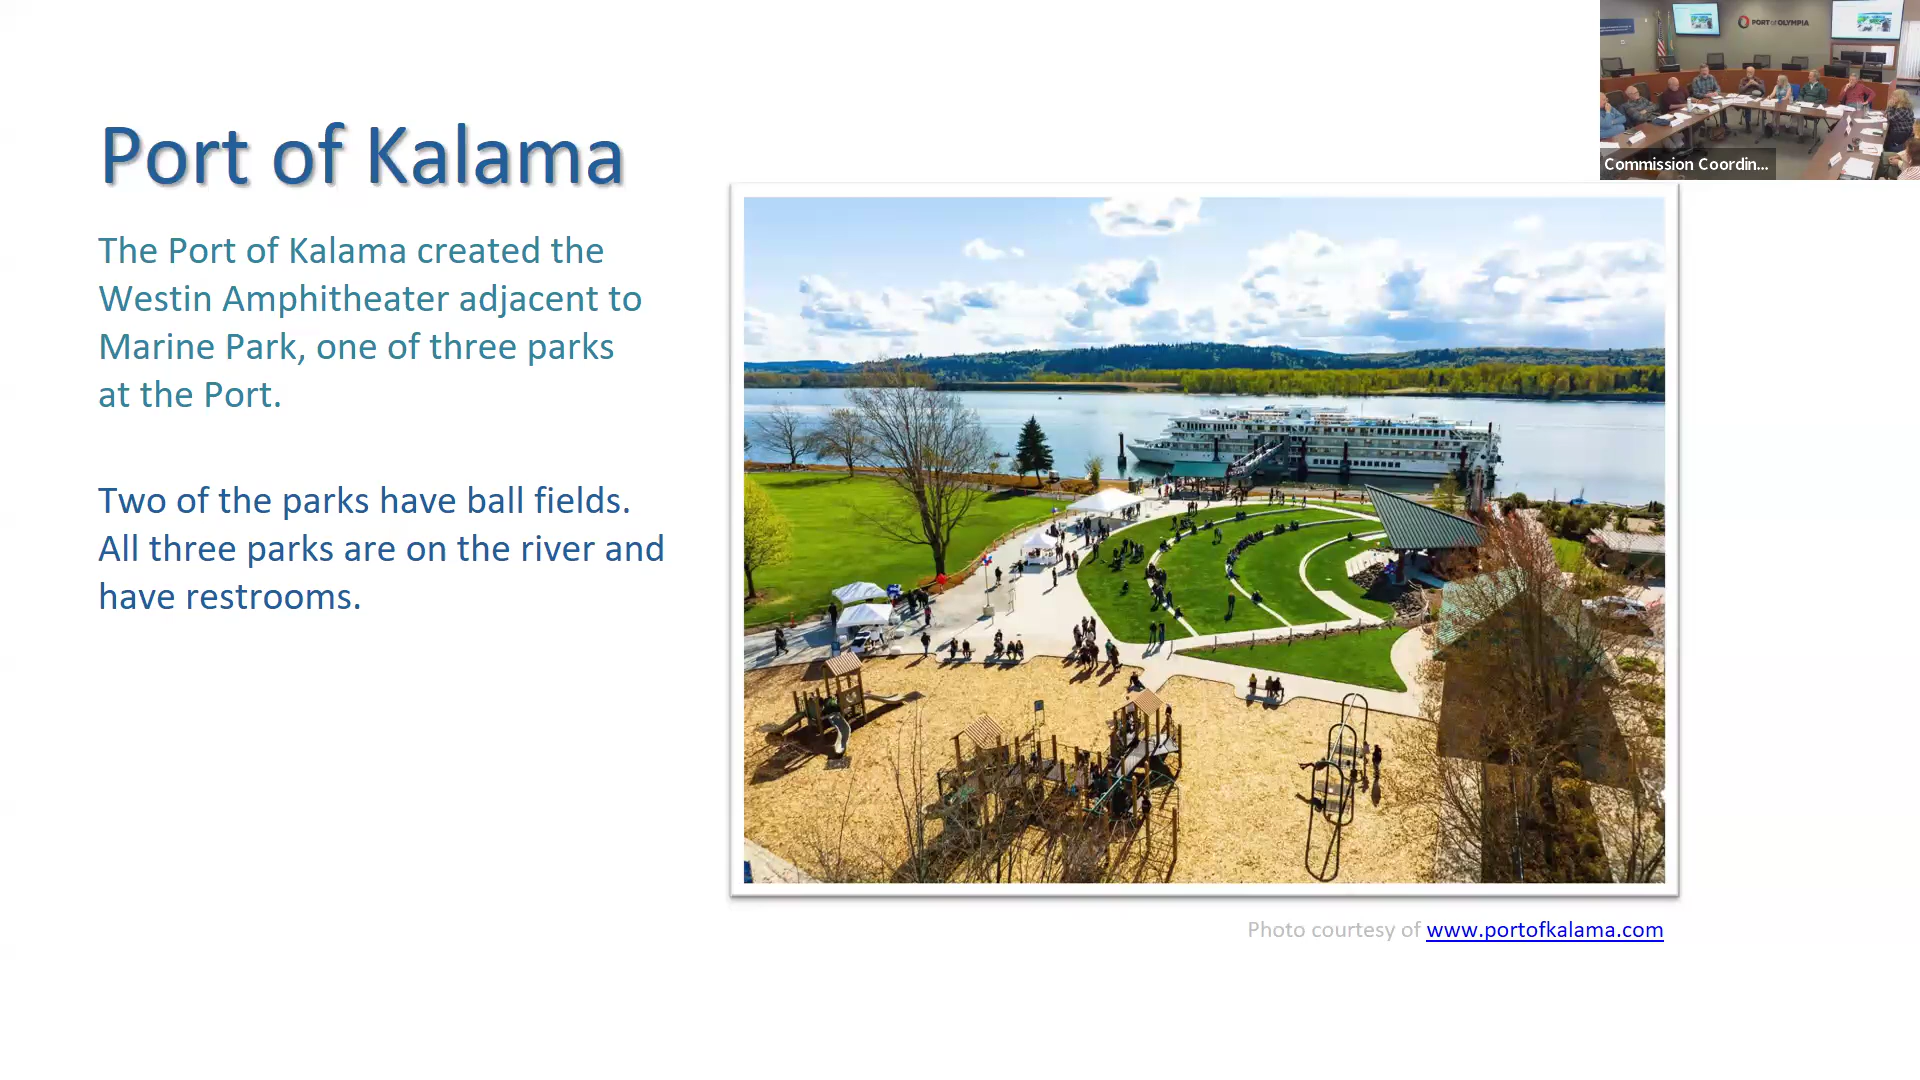 PORT OF OLYMPIA
Commission Coordin...
Port of Kalama
The Port of Kalama created the
Westin Amphitheater adjacent to
Marine Park, one of three parks
at the Port.
Two of the parks have ball fields.
All three parks are on the river and
have restrooms.
Photo courtesy of www.portofkalama.com